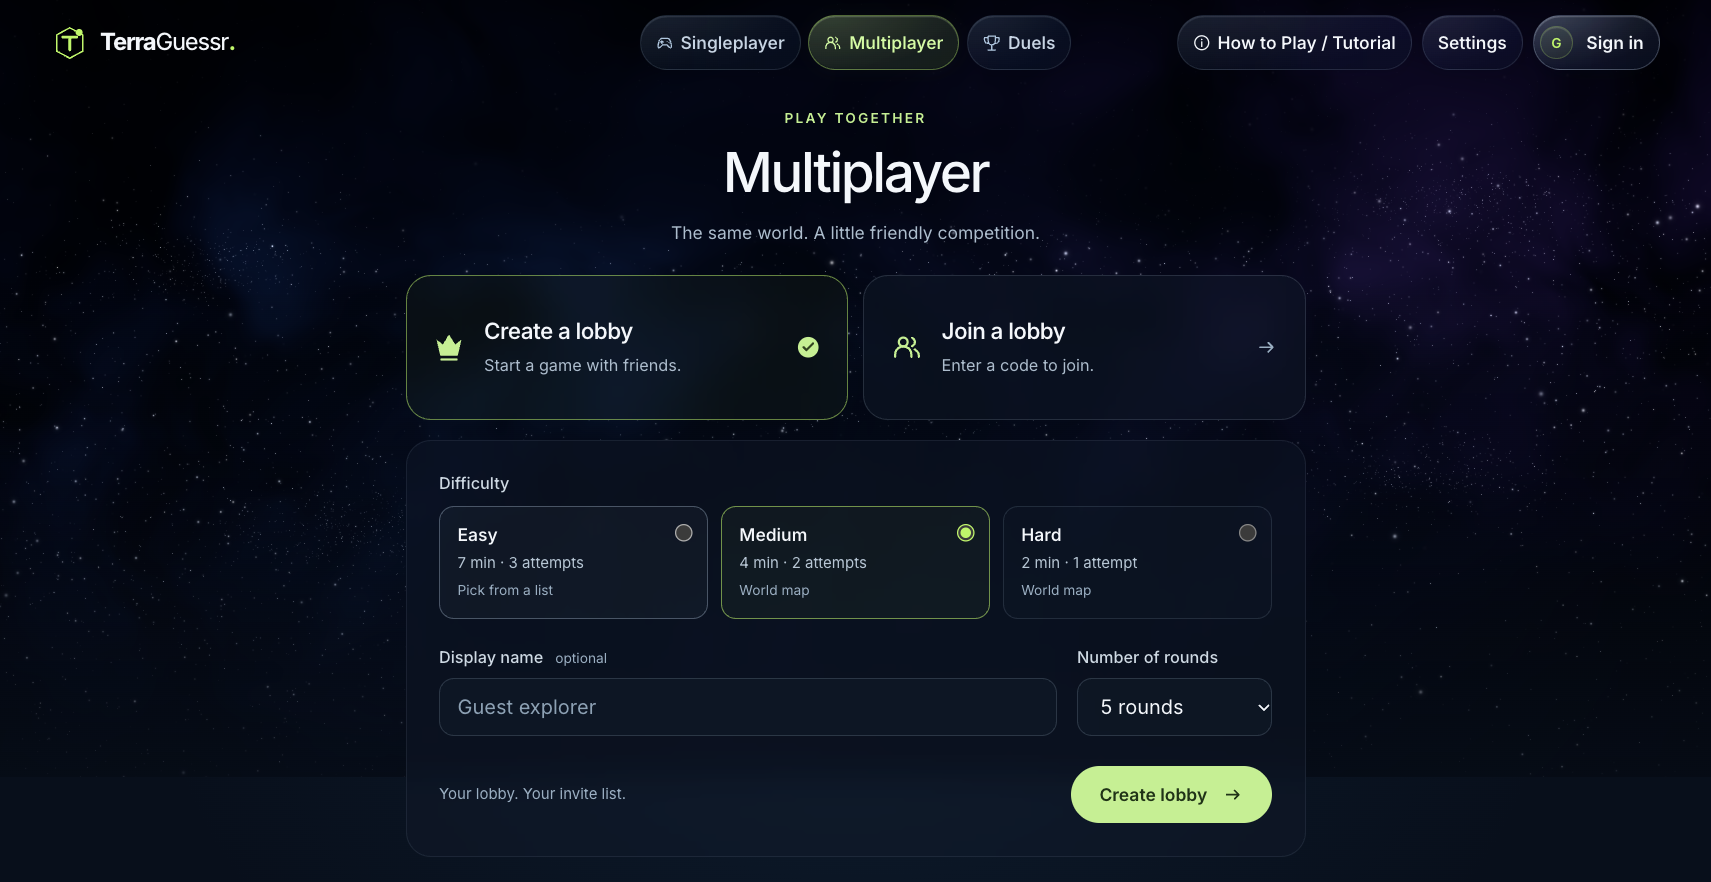 TerraGuessr.
Singleplayer
Multiplayer
Duels
How to Play / Tutorial
Settings
G
Sign in
PLAY TOGETHER
Multiplayer
The same world. A little friendly competition.
Create a lobby
Start a game with friends.
Join a lobby
Enter a code to join.
Difficulty
Easy
7 min · 3 attempts
Pick from a list
Medium
4 min · 2 attempts
World map
Hard
2 min · 1 attempt
World map
Display name optional
Guest explorer
Number of rounds
5 rounds
Your lobby. Your invite list.
Create lobby